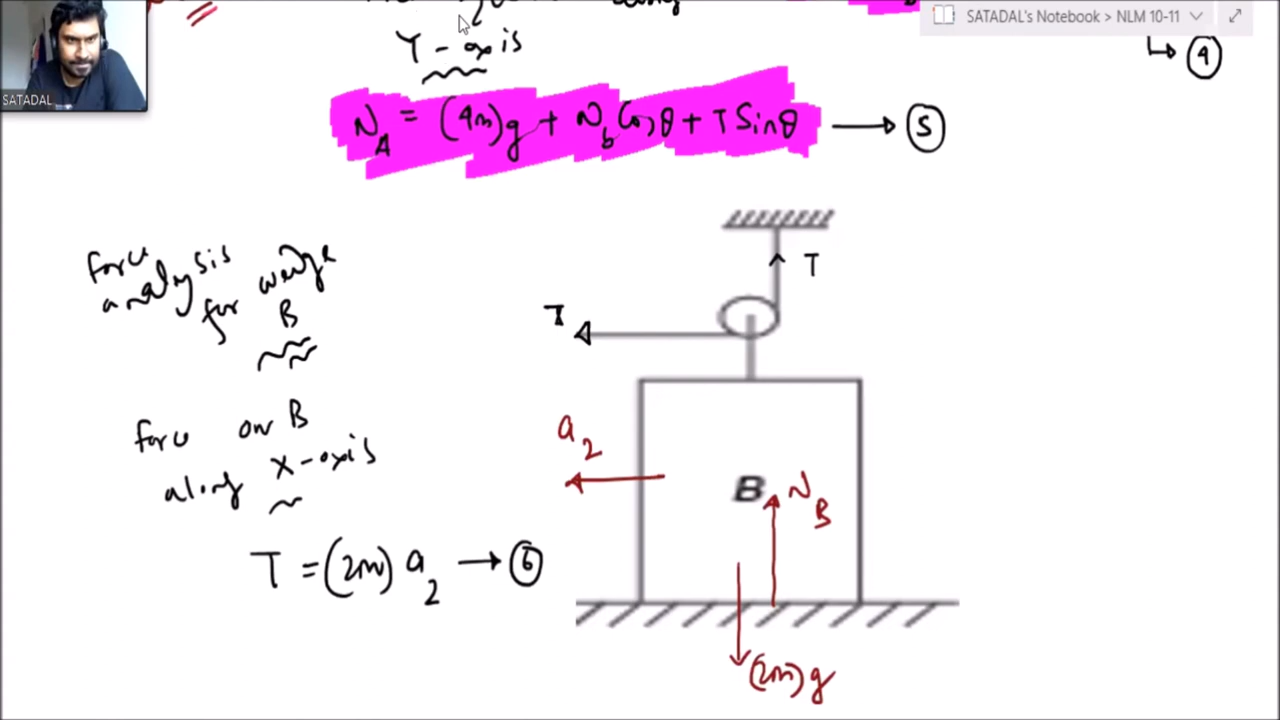 SATADAL's Notebook > NLM 10-11
Y-axis
4
SATADAL
N_A = (4m)g + N_b Cosθ + T Sinθ → 5
force
analysis
for wedge
B
T
T
force on B
along X-axis
a_2
B
N_B
T = (2m) a_2 → 6
(2m)g